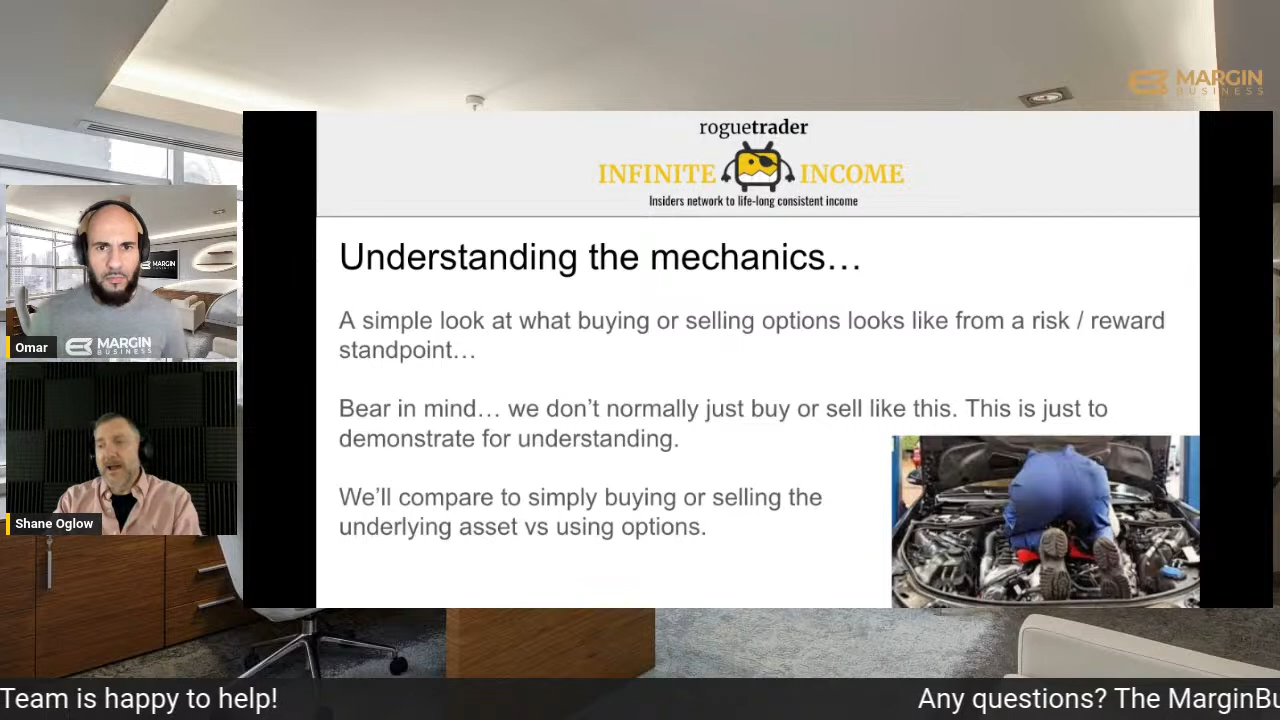 MARGIN
BUSINESS
roguetrader
INFINITE INCOME
Insiders network to life-long consistent income
Understanding the mechanics…
A simple look at what buying or selling options looks like from a risk / reward
standpoint…
Bear in mind… we don’t normally just buy or sell like this. This is just to
demonstrate for understanding.
We’ll compare to simply buying or selling the
underlying asset vs using options.
MARGIN
Omar
MARGIN
BUSINESS
Shane Oglow
Team is happy to help!
Any questions? The MarginBu